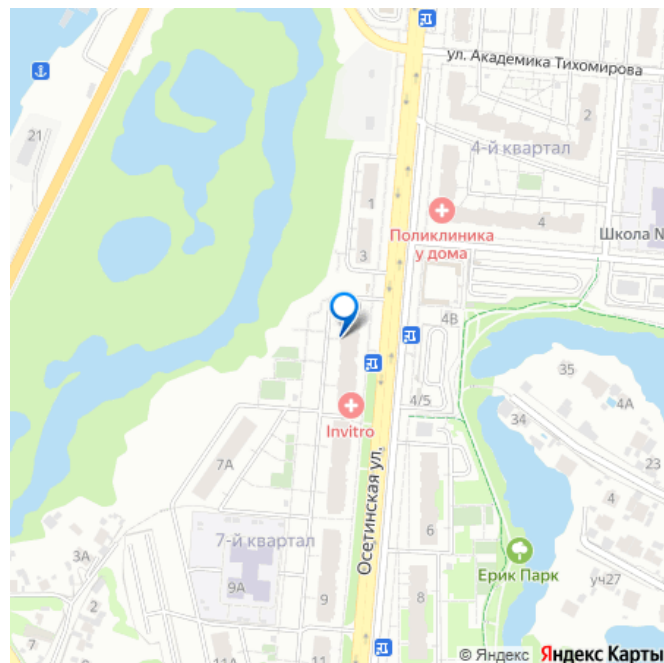 ул. Академика Тихомирова
21
2
4-й квартал
1
4
Поликлиника
у дома
Школа №
3
4В
35
4А
4/5
34
Invitro
23
7А
4
Осетинская ул.
6
7-й квартал
3А
Ерик Парк
9А
уч27
2
9
8
7
11А
11
© Яндекс Яндекс Карты